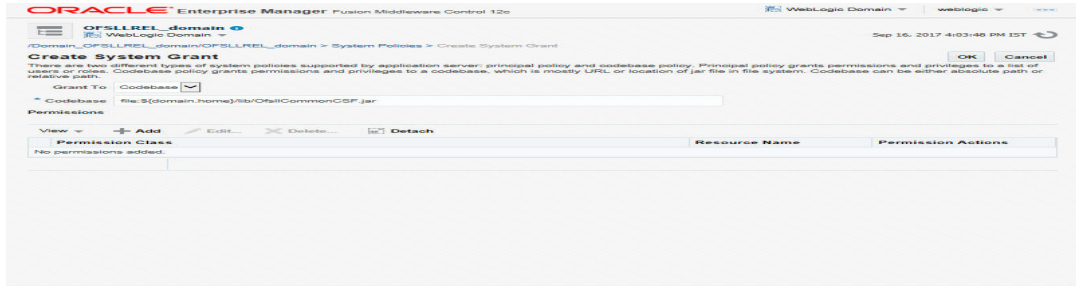 ORACLE Enterprise Manager Fusion Middleware Control 12c
WebLogic Domain weblogic
OFSLLREL_domain
WebLogic Domain
Sep 16, 2017 4:03:48 PM IST
/Domain_OFSLLREL_domain/OFSLLREL_domain > System Policies > Create System Grant
Create System Grant
OK Cancel
There are two different types of system policies supported by application server: principal policy and codebase policy. Principal policy grants permissions and privileges to a list of
users or roles. Codebase policy grants permissions and privileges to a codebase, which is mostly URL or location of jar file in file system. Codebase can be either absolute path or
relative path.
Grant To Codebase
* Codebase file:${domain.home}/lib/OfsllCommonCSF.jar
Permissions
View Add Edit... Delete... Detach
Permission Class Resource Name Permission Actions
No permissions added.